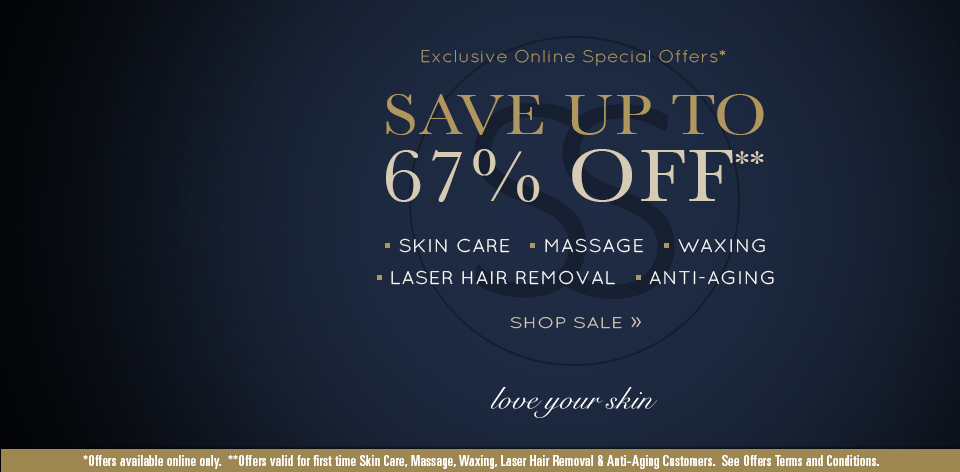 Exclusive Online Special Offers*
SAVE UP TO
67% OFF**
▪ SKIN CARE ▪ MASSAGE ▪ WAXING
▪ LASER HAIR REMOVAL ▪ ANTI-AGING
SHOP SALE »
love your skin
*Offers available online only. **Offers valid for first time Skin Care, Massage, Waxing, Laser Hair Removal & Anti-Aging Customers. See Offers Terms and Conditions.